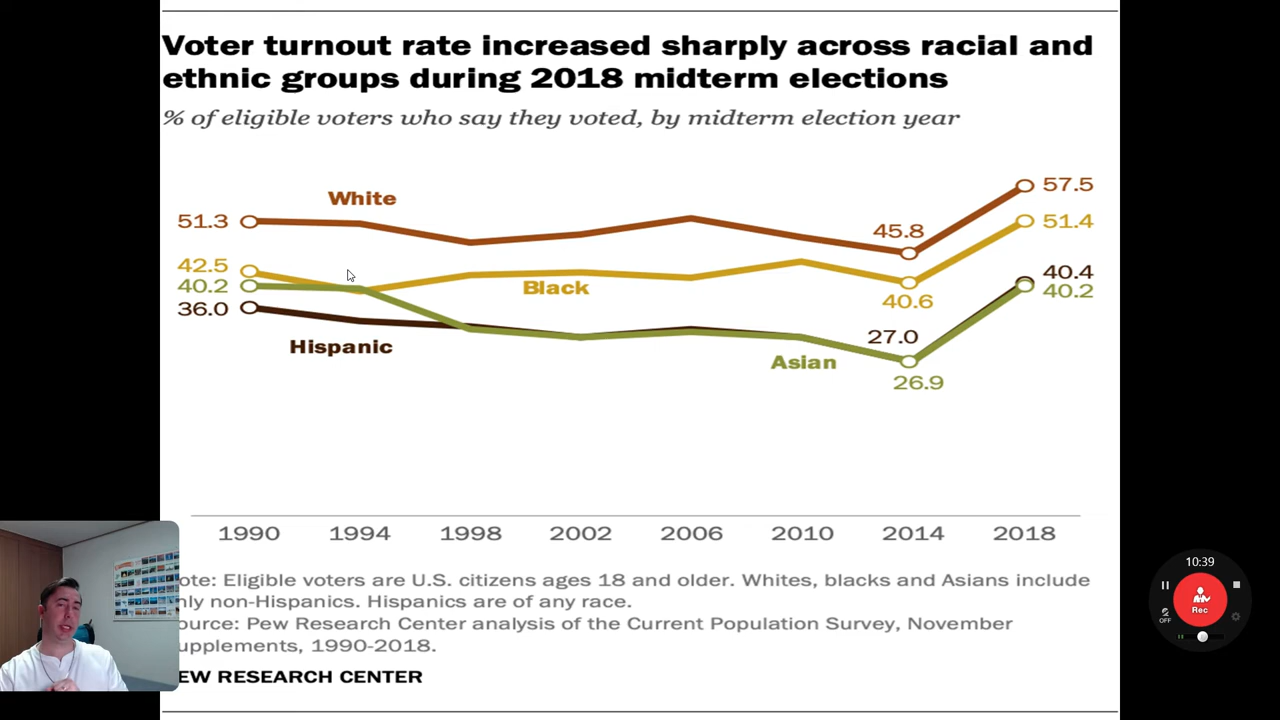 Voter turnout rate increased sharply across racial and
ethnic groups during 2018 midterm elections
% of eligible voters who say they voted, by midterm election year
White
57.5
51.3
51.4
45.8
42.5
40.4
40.2
Black
40.2
40.6
36.0
27.0
Hispanic
Asian
26.9
1990 1994 1998 2002 2006 2010 2014 2018
ote: Eligible voters are U.S. citizens ages 18 and older. Whites, blacks and Asians include
nly non-Hispanics. Hispanics are of any race.
ource: Pew Research Center analysis of the Current Population Survey, November
upplements, 1990-2018.
EW RESEARCH CENTER
10:39
Rec
OFF